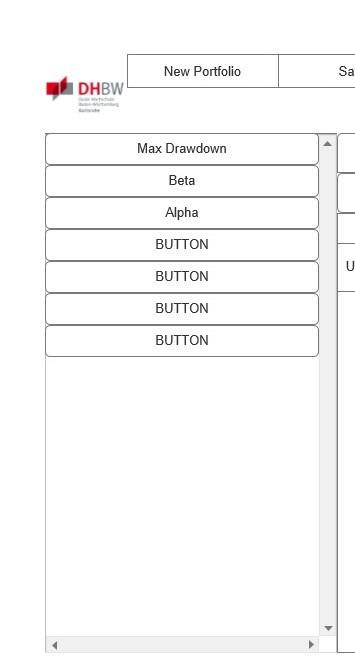 New Portfolio
Sa
DHBW
Duale Hochschule
Baden-Württemberg
Karlsruhe
Max Drawdown
Beta
Alpha
U
BUTTON
BUTTON
BUTTON
BUTTON